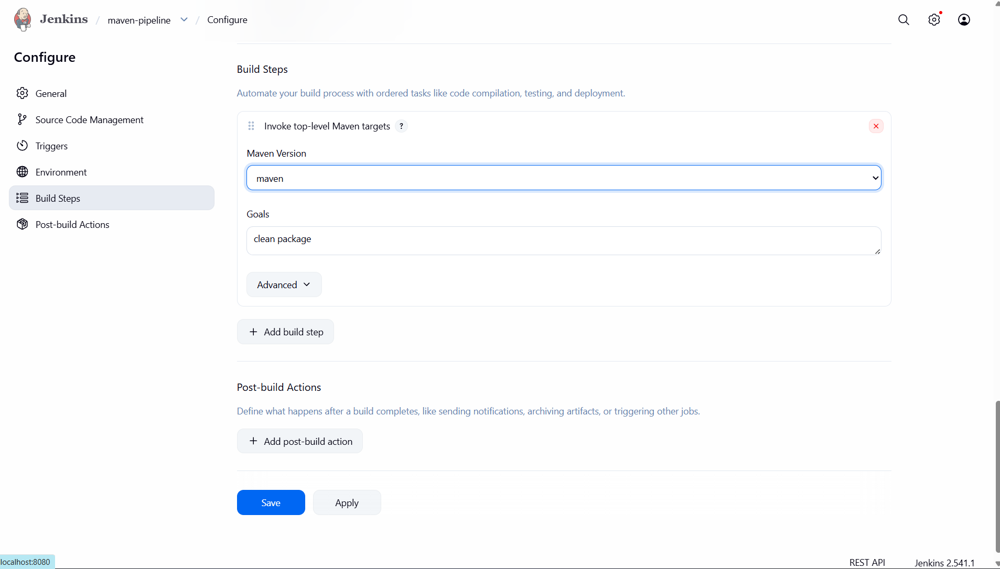 Jenkins / maven-pipeline / Configure
Configure
General
Source Code Management
Triggers
Environment
Build Steps
Post-build Actions
Build Steps
Automate your build process with ordered tasks like code compilation, testing, and deployment.
Invoke top-level Maven targets ?
Maven Version
maven
Goals
clean package
Advanced
+ Add build step
Post-build Actions
Define what happens after a build completes, like sending notifications, archiving artifacts, or triggering other jobs.
+ Add post-build action
Save Apply
localhost:8080
REST API Jenkins 2.541.1